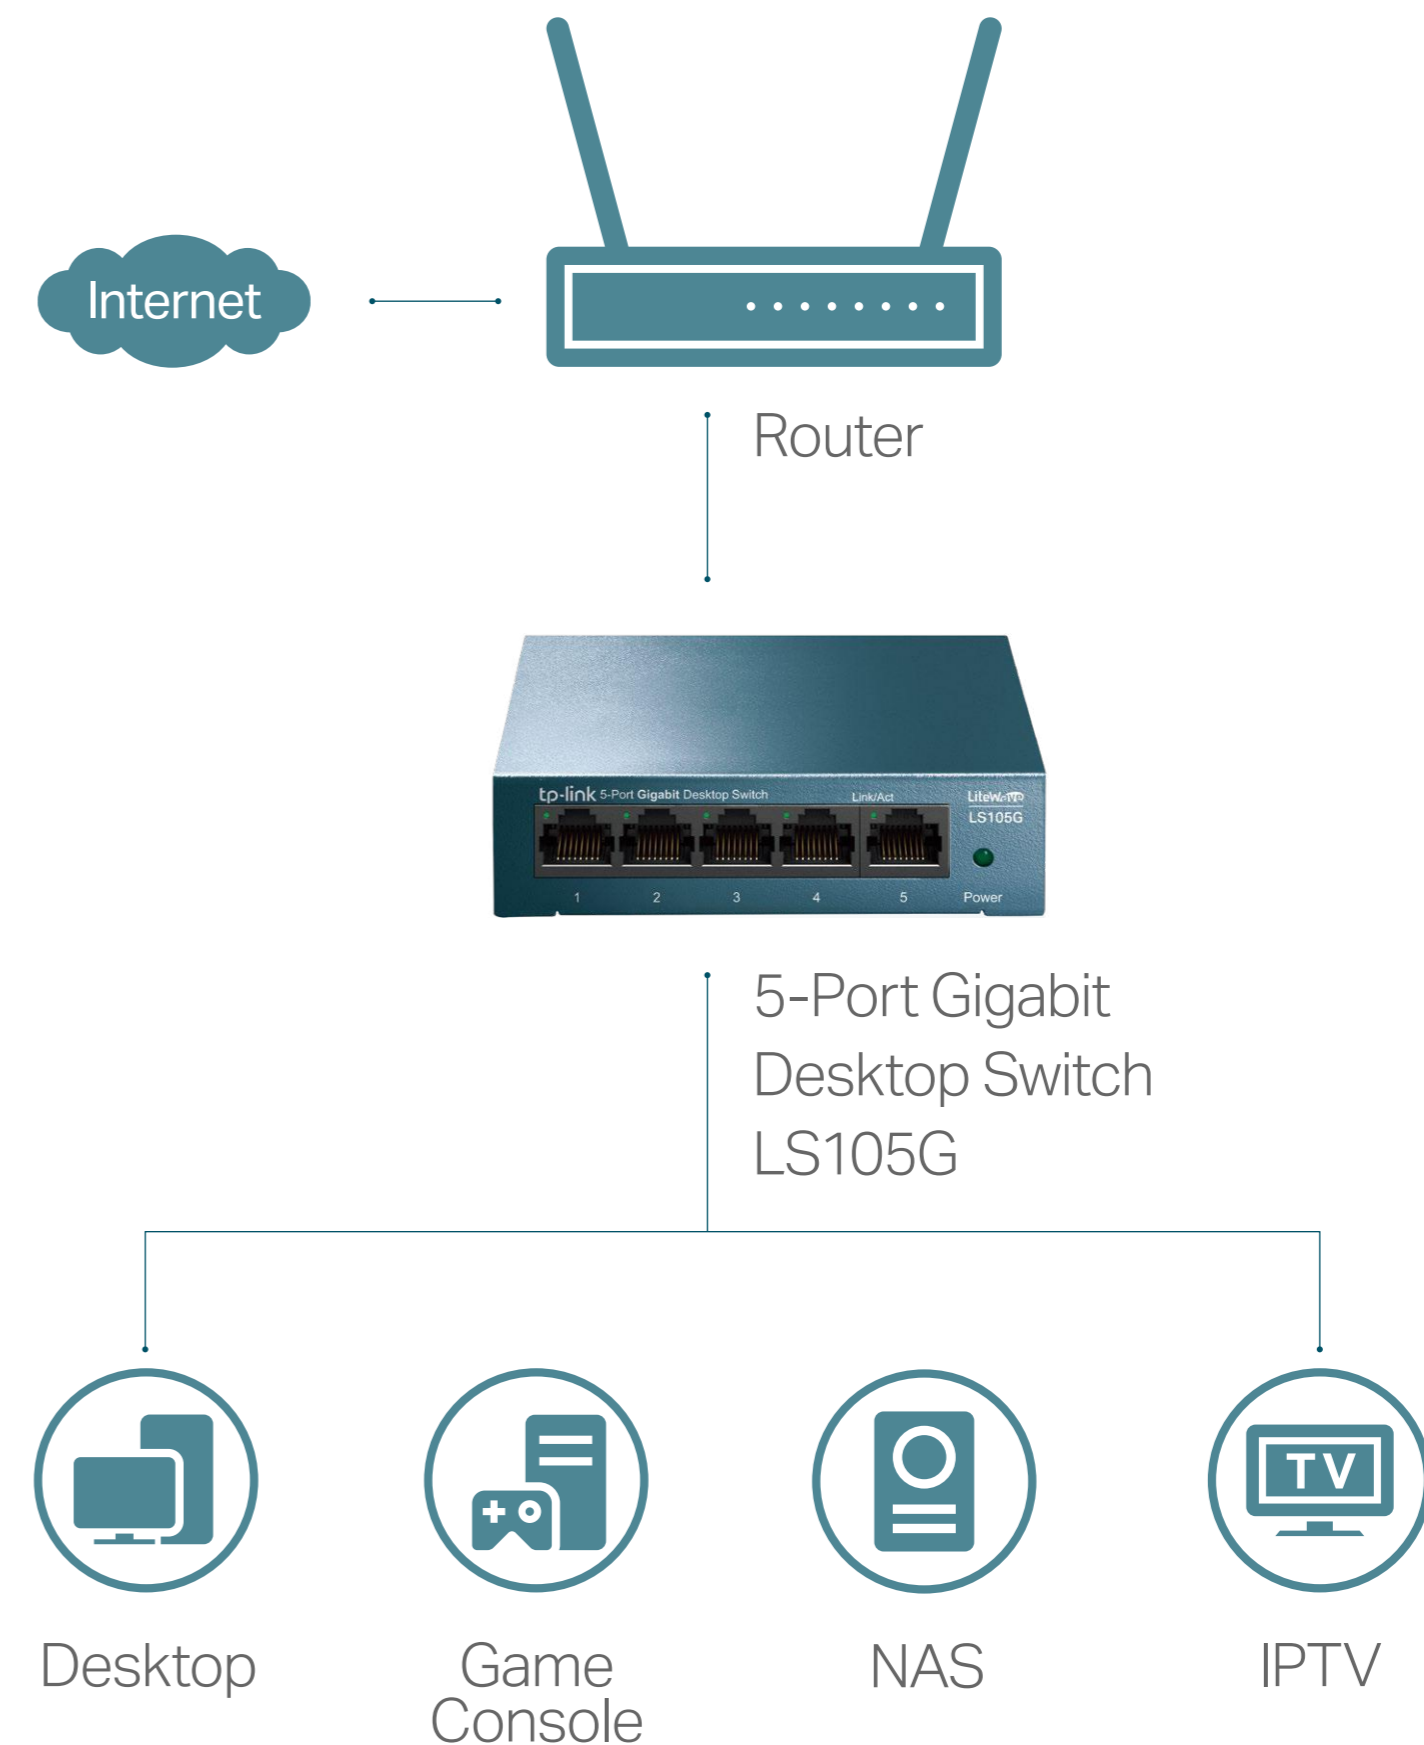 Internet
Router
tp-link 5-Port Gigabit Desktop Switch
Link/Act
LiteWave
LS105G
1 2 3 4 5 Power
5-Port Gigabit
Desktop Switch
LS105G
TV
Desktop
Game
Console
NAS
IPTV